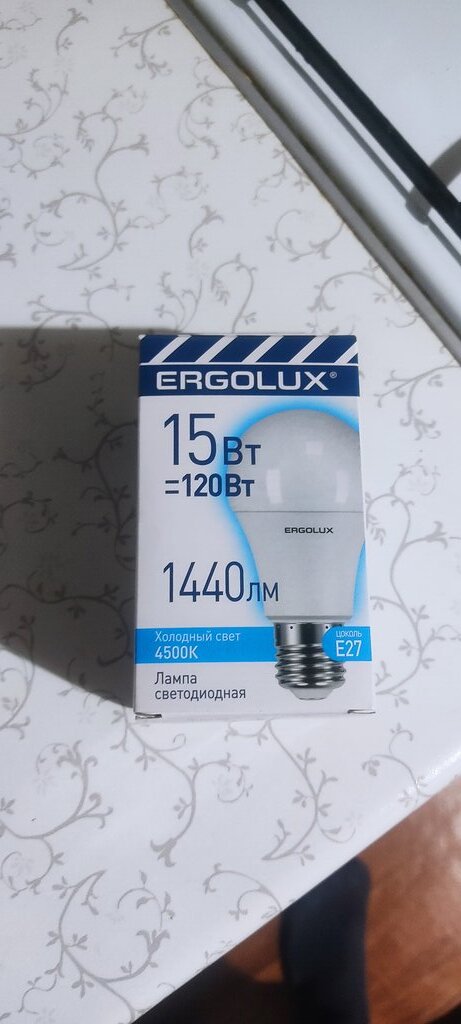 ERGOLUX®
15Вт
=120Вт
ERGOLUX
1440лм
Холодный свет
4500K
цоколь
E27
Лампа
светодиодная